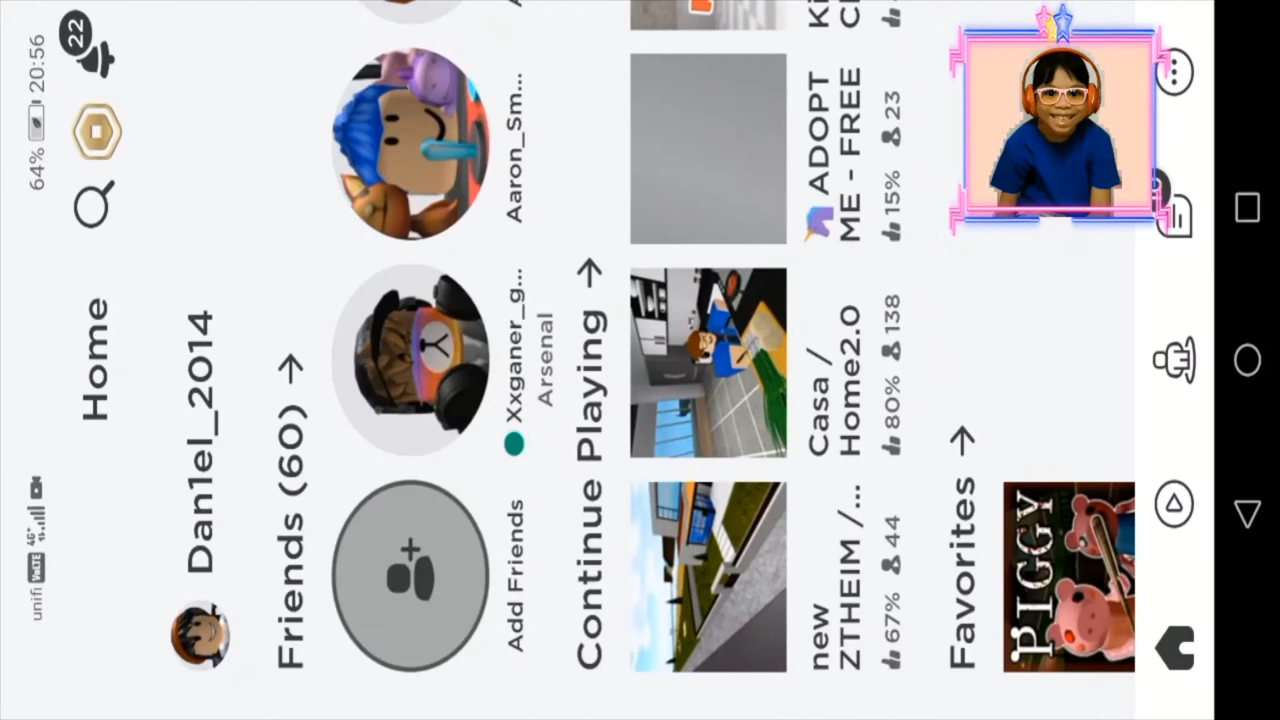 unifi VoLTE 4G+ 64% 20:56
Home
22
Dan1el_2014
Friends (60) →
Add Friends
Xxganer_g...
Arsenal
Aaron_Sm...
Continue Playing →
new
ZTHEIM /...
67% 44
Casa /
Home2.0
80% 138
ADOPT
ME - FREE
15% 23
Favorites →
PIGGY